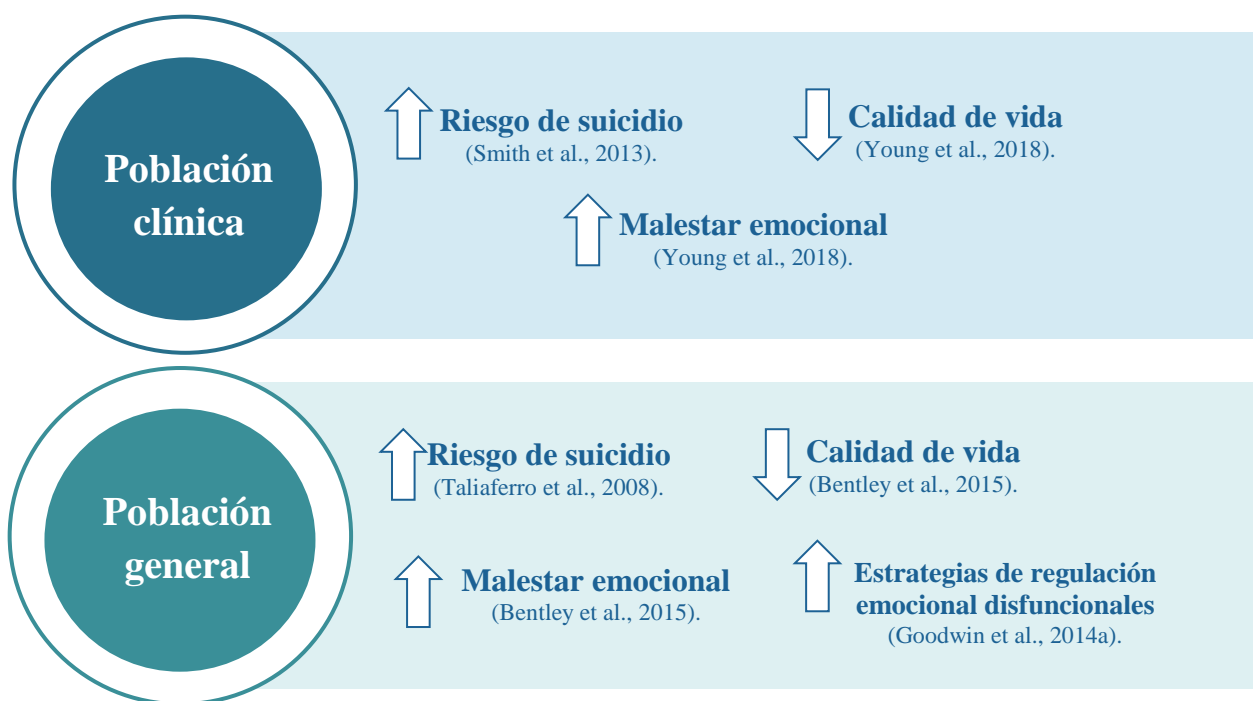 Población
clínica
Riesgo de suicidio
(Smith et al., 2013).
Calidad de vida
(Young et al., 2018).
Malestar emocional
(Young et al., 2018).
Población
general
Riesgo de suicidio
(Taliaferro et al., 2008).
Calidad de vida
(Bentley et al., 2015).
Malestar emocional
(Bentley et al., 2015).
Estrategias de regulación
emocional disfuncionales
(Goodwin et al., 2014a).